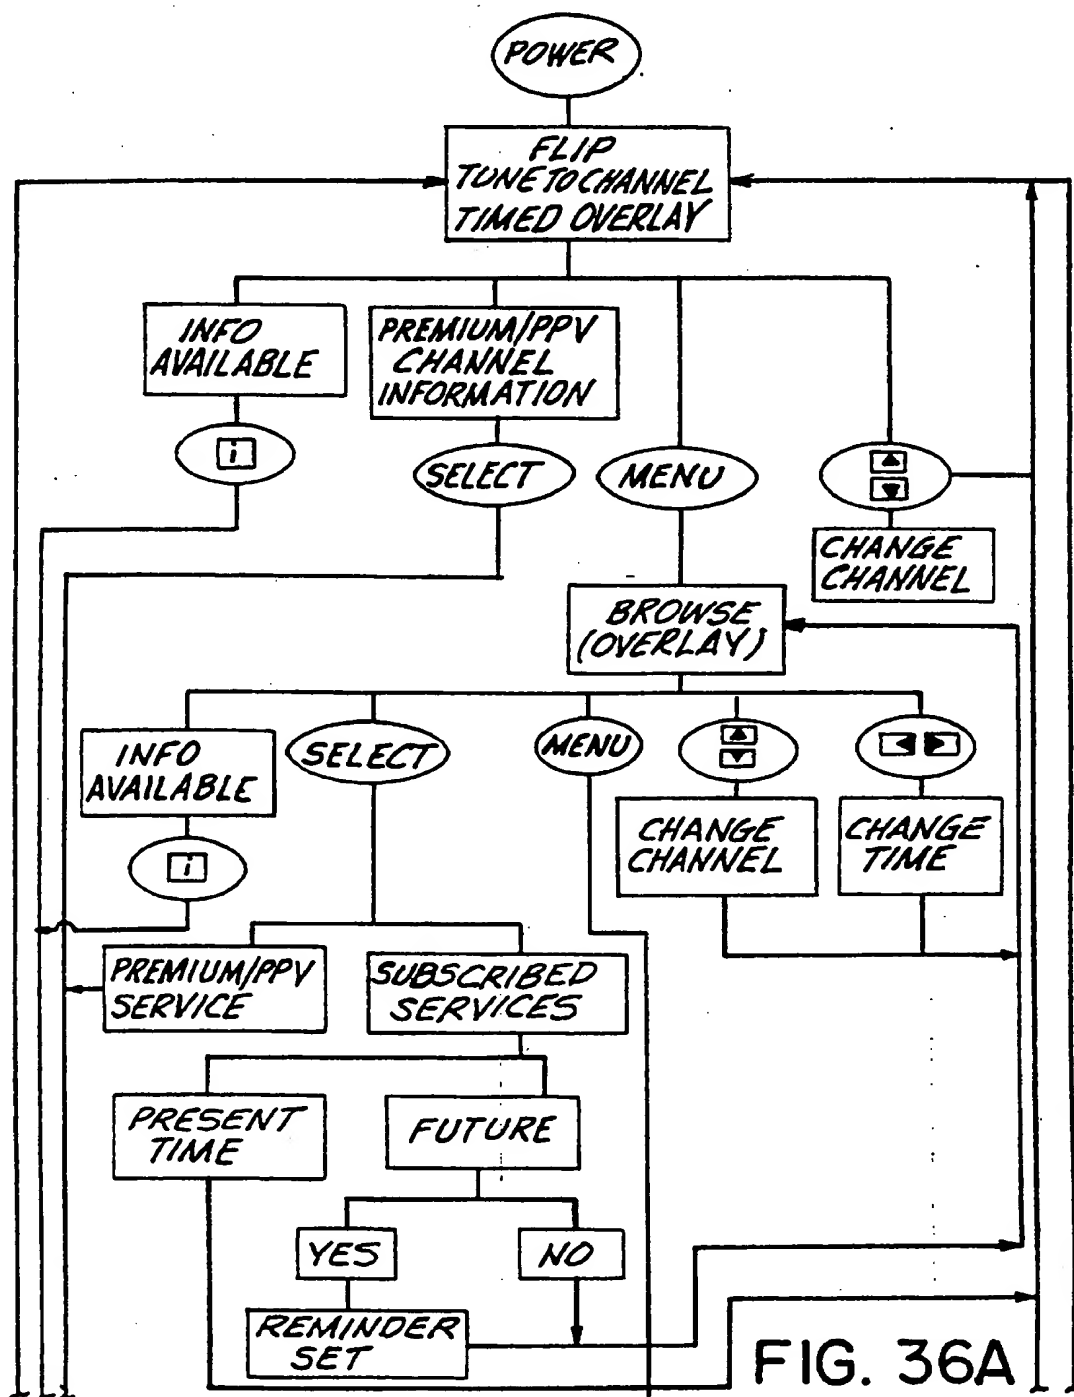 POWER
FLIP
TUNE TO CHANNEL
TIMED OVERLAY
INFO
AVAILABLE
PREMIUM/PPV
CHANNEL
INFORMATION
i
SELECT
MENU
CHANGE
CHANNEL
BROWSE
(OVERLAY)
INFO
AVAILABLE
SELECT
MENU
CHANGE
CHANNEL
CHANGE
TIME
i
PREMIUM/PPV
SERVICE
SUBSCRIBED
SERVICES
PRESENT
TIME
FUTURE
YES
NO
REMINDER
SET
FIG. 36A